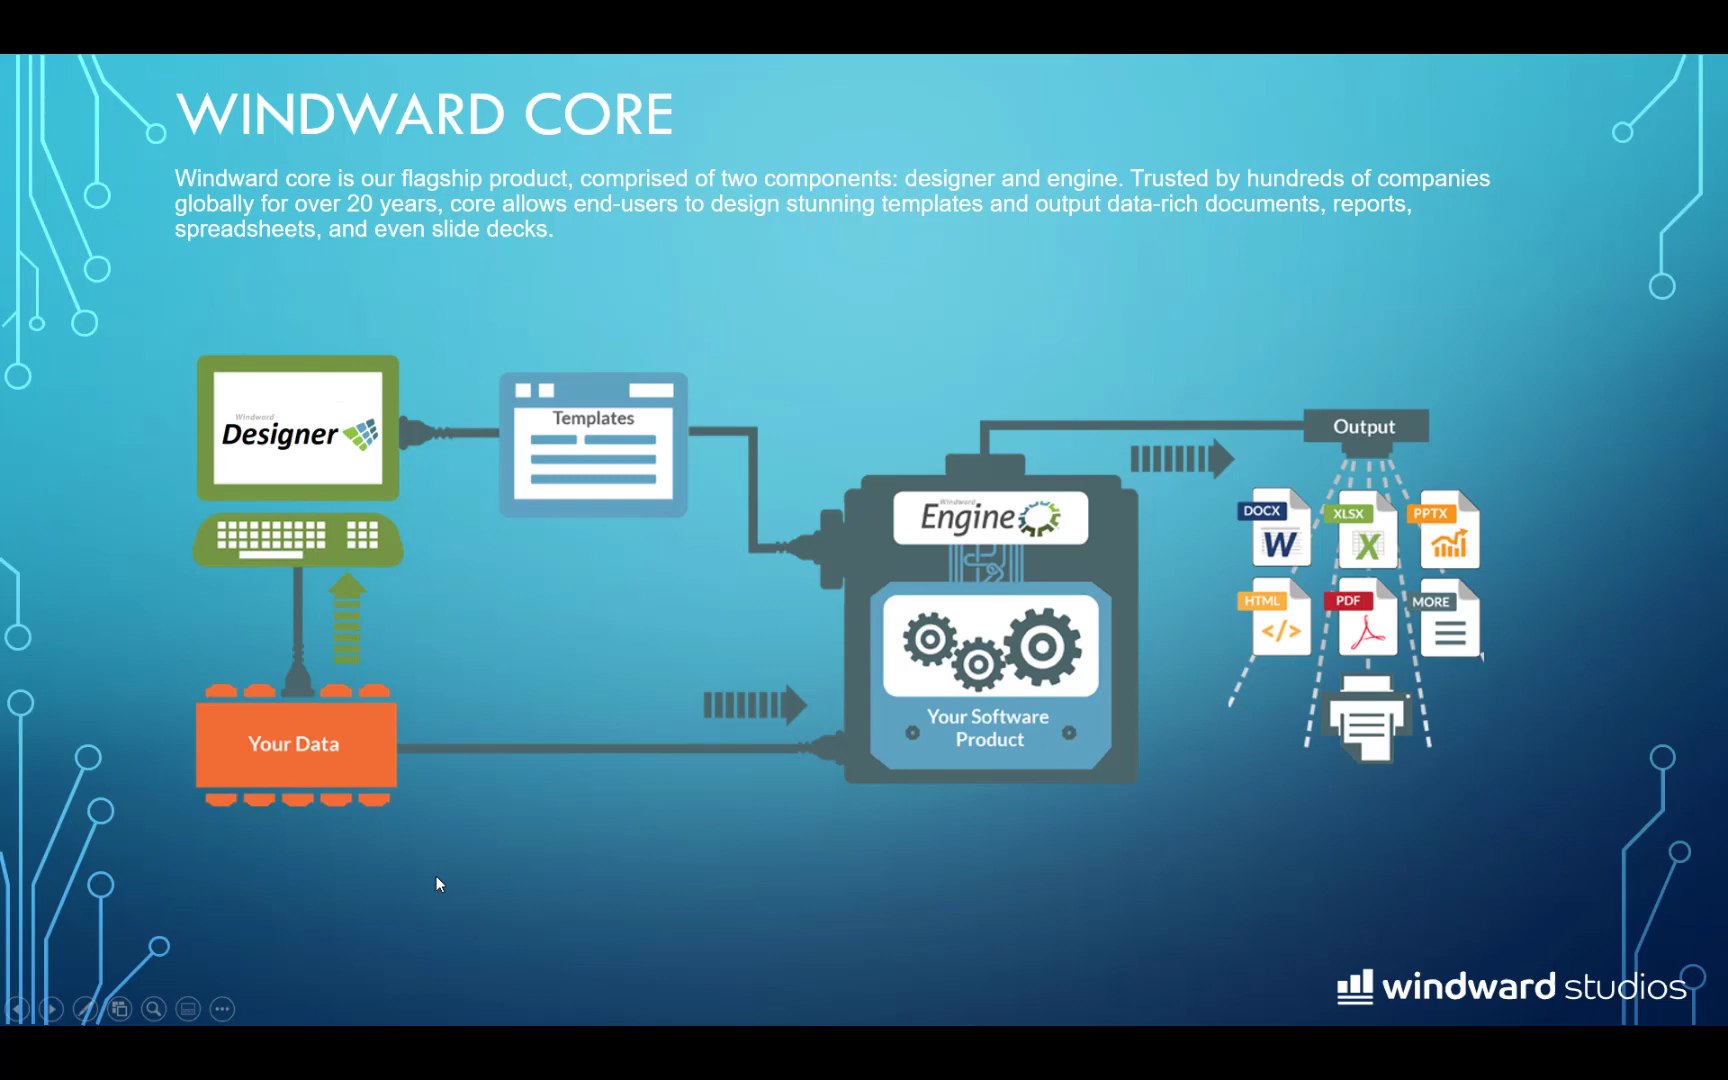 WINDWARD CORE
Windward core is our flagship product, comprised of two components: designer and engine. Trusted by hundreds of companies
globally for over 20 years, core allows end-users to design stunning templates and output data-rich documents, reports,
spreadsheets, and even slide decks.
Windward
Designer
Templates
Output
Windward
Engine
DOCX
W
XLSX
X
PPTX
HTML
</>
PDF
MORE
Your Data
Your Software
Product
windward studios